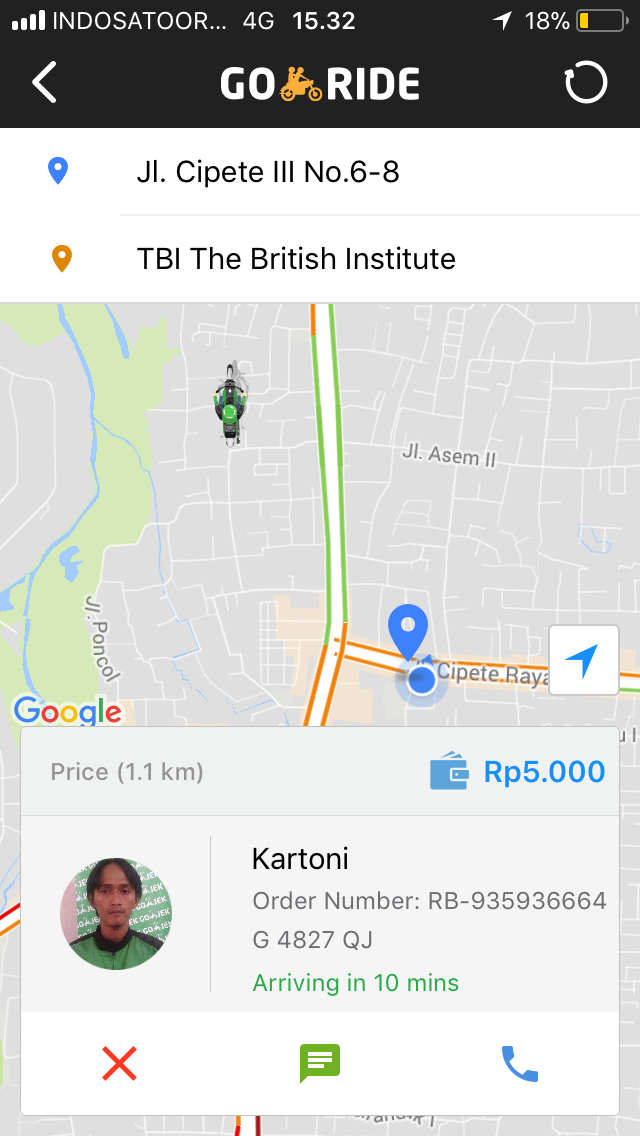 INDOSATOOR... 4G 15.32 18%
GO RIDE
Jl. Cipete III No.6-8
TBI The British Institute
Jl. Asem II
Jl. Poncol
Cipete Raya
Google
Price (1.1 km) Rp5.000
Kartoni
Order Number: RB-935936664
G 4827 QJ
Arriving in 10 mins